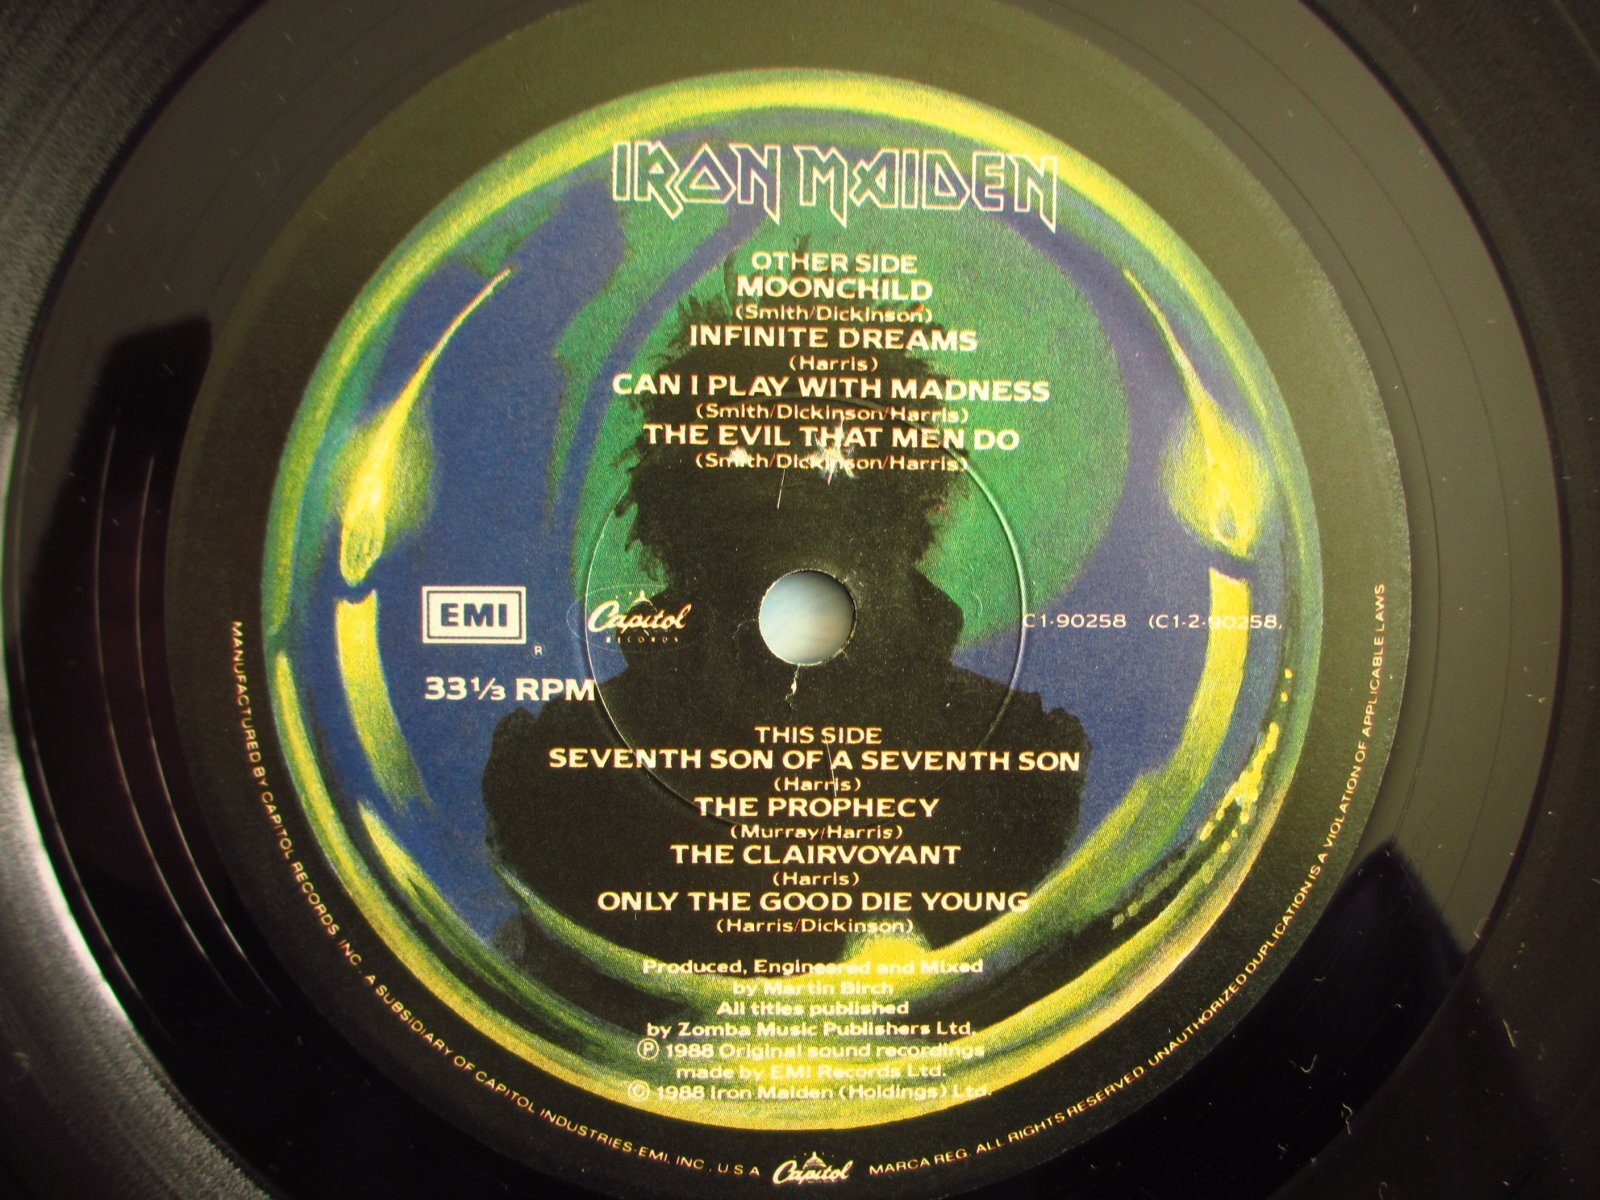 IRON MAIDEN
OTHER SIDE
MOONCHILD
(Smith/Dickinson)
INFINITE DREAMS
(Harris)
CAN I PLAY WITH MADNESS
(Smith/Dickinson/Harris)
THE EVIL THAT MEN DO
(Smith/Dickinson/Harris)
EMI
R
Capitol
RECORDS
C1-90258 (C1-2-90258)
33 1/3 RPM
THIS SIDE
SEVENTH SON OF A SEVENTH SON
(Harris)
THE PROPHECY
(Murray/Harris)
THE CLAIRVOYANT
(Harris)
ONLY THE GOOD DIE YOUNG
(Harris/Dickinson)
Produced, Engineered and Mixed
by Martin Birch
All titles published
by Zomba Music Publishers Ltd.
Ⓟ 1988 Original sound recordings
made by EMI Records Ltd.
© 1988 Iron Maiden (Holdings) Ltd.
MANUFACTURED BY CAPITOL RECORDS, INC. A SUBSIDIARY OF CAPITOL INDUSTRIES-EMI, INC., U S A Capitol MARCA REG. ALL RIGHTS RESERVED. UNAUTHORIZED DUPLICATION IS A VIOLATION OF APPLICABLE LAWS